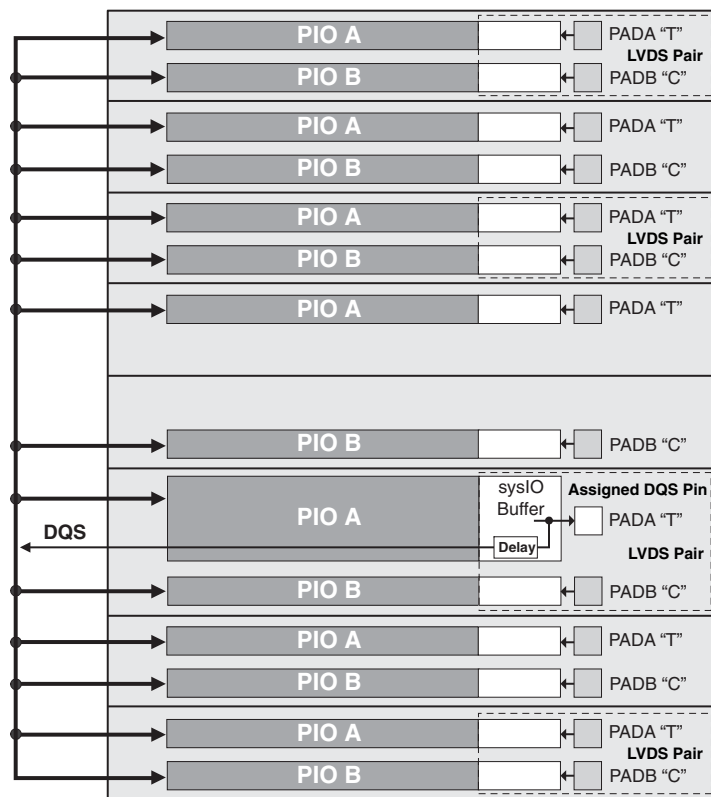 PIO A
PADA “T”
LVDS Pair
PIO B
PADB “C”
PIO A
PADA “T”
PIO B
PADB “C”
PIO A
PADA “T”
LVDS Pair
PIO B
PADB “C”
PIO A
PADA “T”
PIO B
PADB “C”
sysIO
Buffer
Assigned DQS Pin
PIO A
PADA “T”
DQS
Delay
LVDS Pair
PIO B
PADB “C”
PIO A
PADA “T”
PIO B
PADB “C”
PIO A
PADA “T”
LVDS Pair
PIO B
PADB “C”